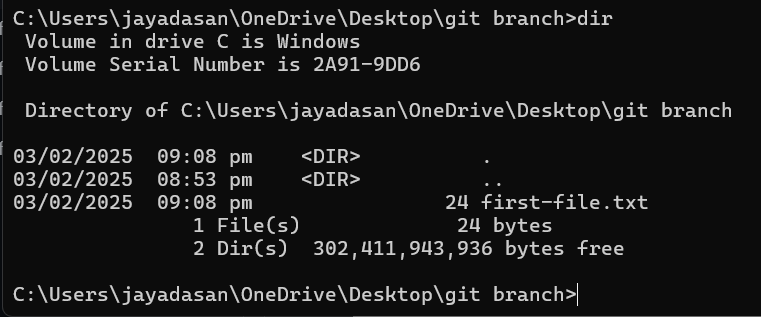 C:\Users\jayadasan\OneDrive\Desktop\git branch>dir
 Volume in drive C is Windows
 Volume Serial Number is 2A91-9DD6

 Directory of C:\Users\jayadasan\OneDrive\Desktop\git branch

03/02/2025  09:08 pm    <DIR>          .
03/02/2025  08:53 pm    <DIR>          ..
03/02/2025  09:08 pm                24 first-file.txt
               1 File(s)             24 bytes
               2 Dir(s)  302,411,943,936 bytes free

C:\Users\jayadasan\OneDrive\Desktop\git branch>